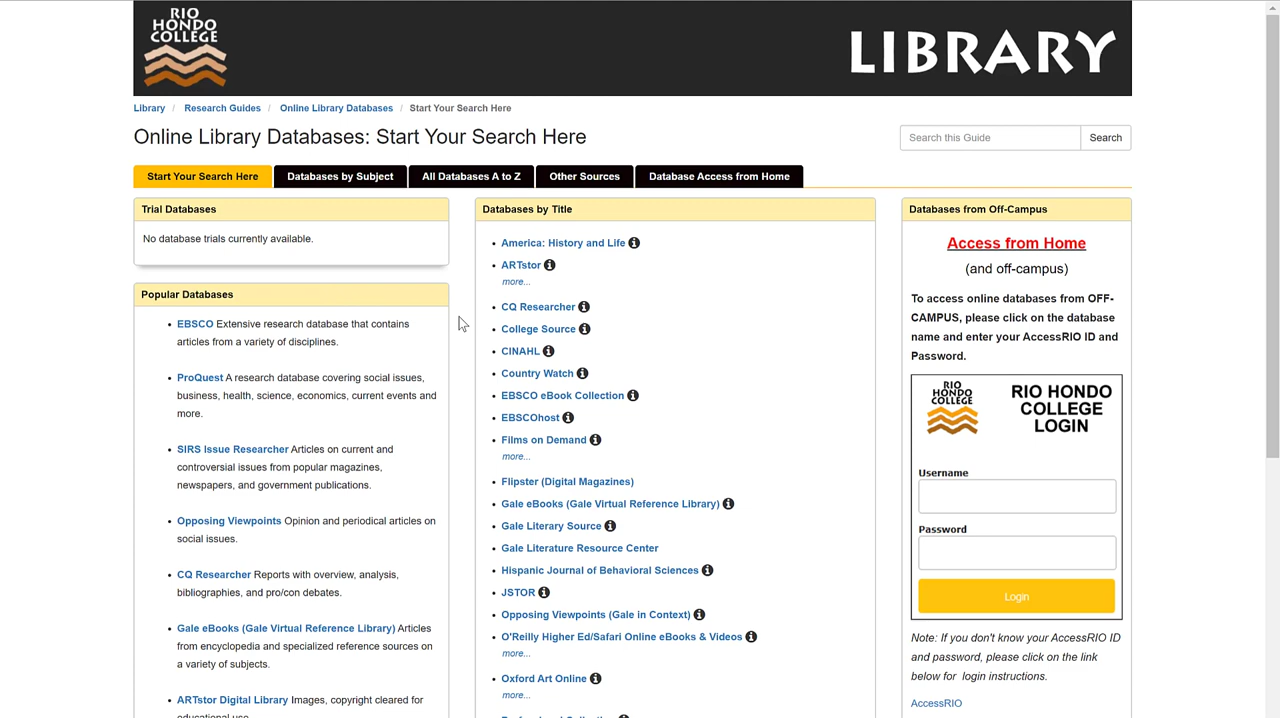 RIO
HONDO
COLLEGE
LIBRARY
Library / Research Guides / Online Library Databases / Start Your Search Here
Online Library Databases: Start Your Search Here
Search this Guide Search
Start Your Search Here Databases by Subject All Databases A to Z Other Sources Database Access from Home
Trial Databases
No database trials currently available.
Popular Databases
• EBSCO Extensive research database that contains
articles from a variety of disciplines.
• ProQuest A research database covering social issues,
business, health, science, economics, current events and
more.
• SIRS Issue Researcher Articles on current and
controversial issues from popular magazines,
newspapers, and government publications.
• Opposing Viewpoints Opinion and periodical articles on
social issues.
• CQ Researcher Reports with overview, analysis,
bibliographies, and pro/con debates.
• Gale eBooks (Gale Virtual Reference Library) Articles
from encyclopedia and specialized reference sources on
a variety of subjects.
• ARTstor Digital Library Images, copyright cleared for
educational use
Databases by Title
• America: History and Life
• ARTstor
more...
• CQ Researcher
• College Source
• CINAHL
• Country Watch
• EBSCO eBook Collection
• EBSCOhost
• Films on Demand
more...
• Flipster (Digital Magazines)
• Gale eBooks (Gale Virtual Reference Library)
• Gale Literary Source
• Gale Literature Resource Center
• Hispanic Journal of Behavioral Sciences
• JSTOR
• Opposing Viewpoints (Gale in Context)
• O'Reilly Higher Ed/Safari Online eBooks & Videos
more...
• Oxford Art Online
more...
Databases from Off-Campus
Access from Home
(and off-campus)
To access online databases from OFF-
CAMPUS, please click on the database
name and enter your AccessRIO ID and
Password.
RIO
HONDO
COLLEGE
RIO HONDO
COLLEGE
LOGIN
Username
Password
Login
Note: If you don't know your AccessRIO ID
and password, please click on the link
below for login instructions.
AccessRIO